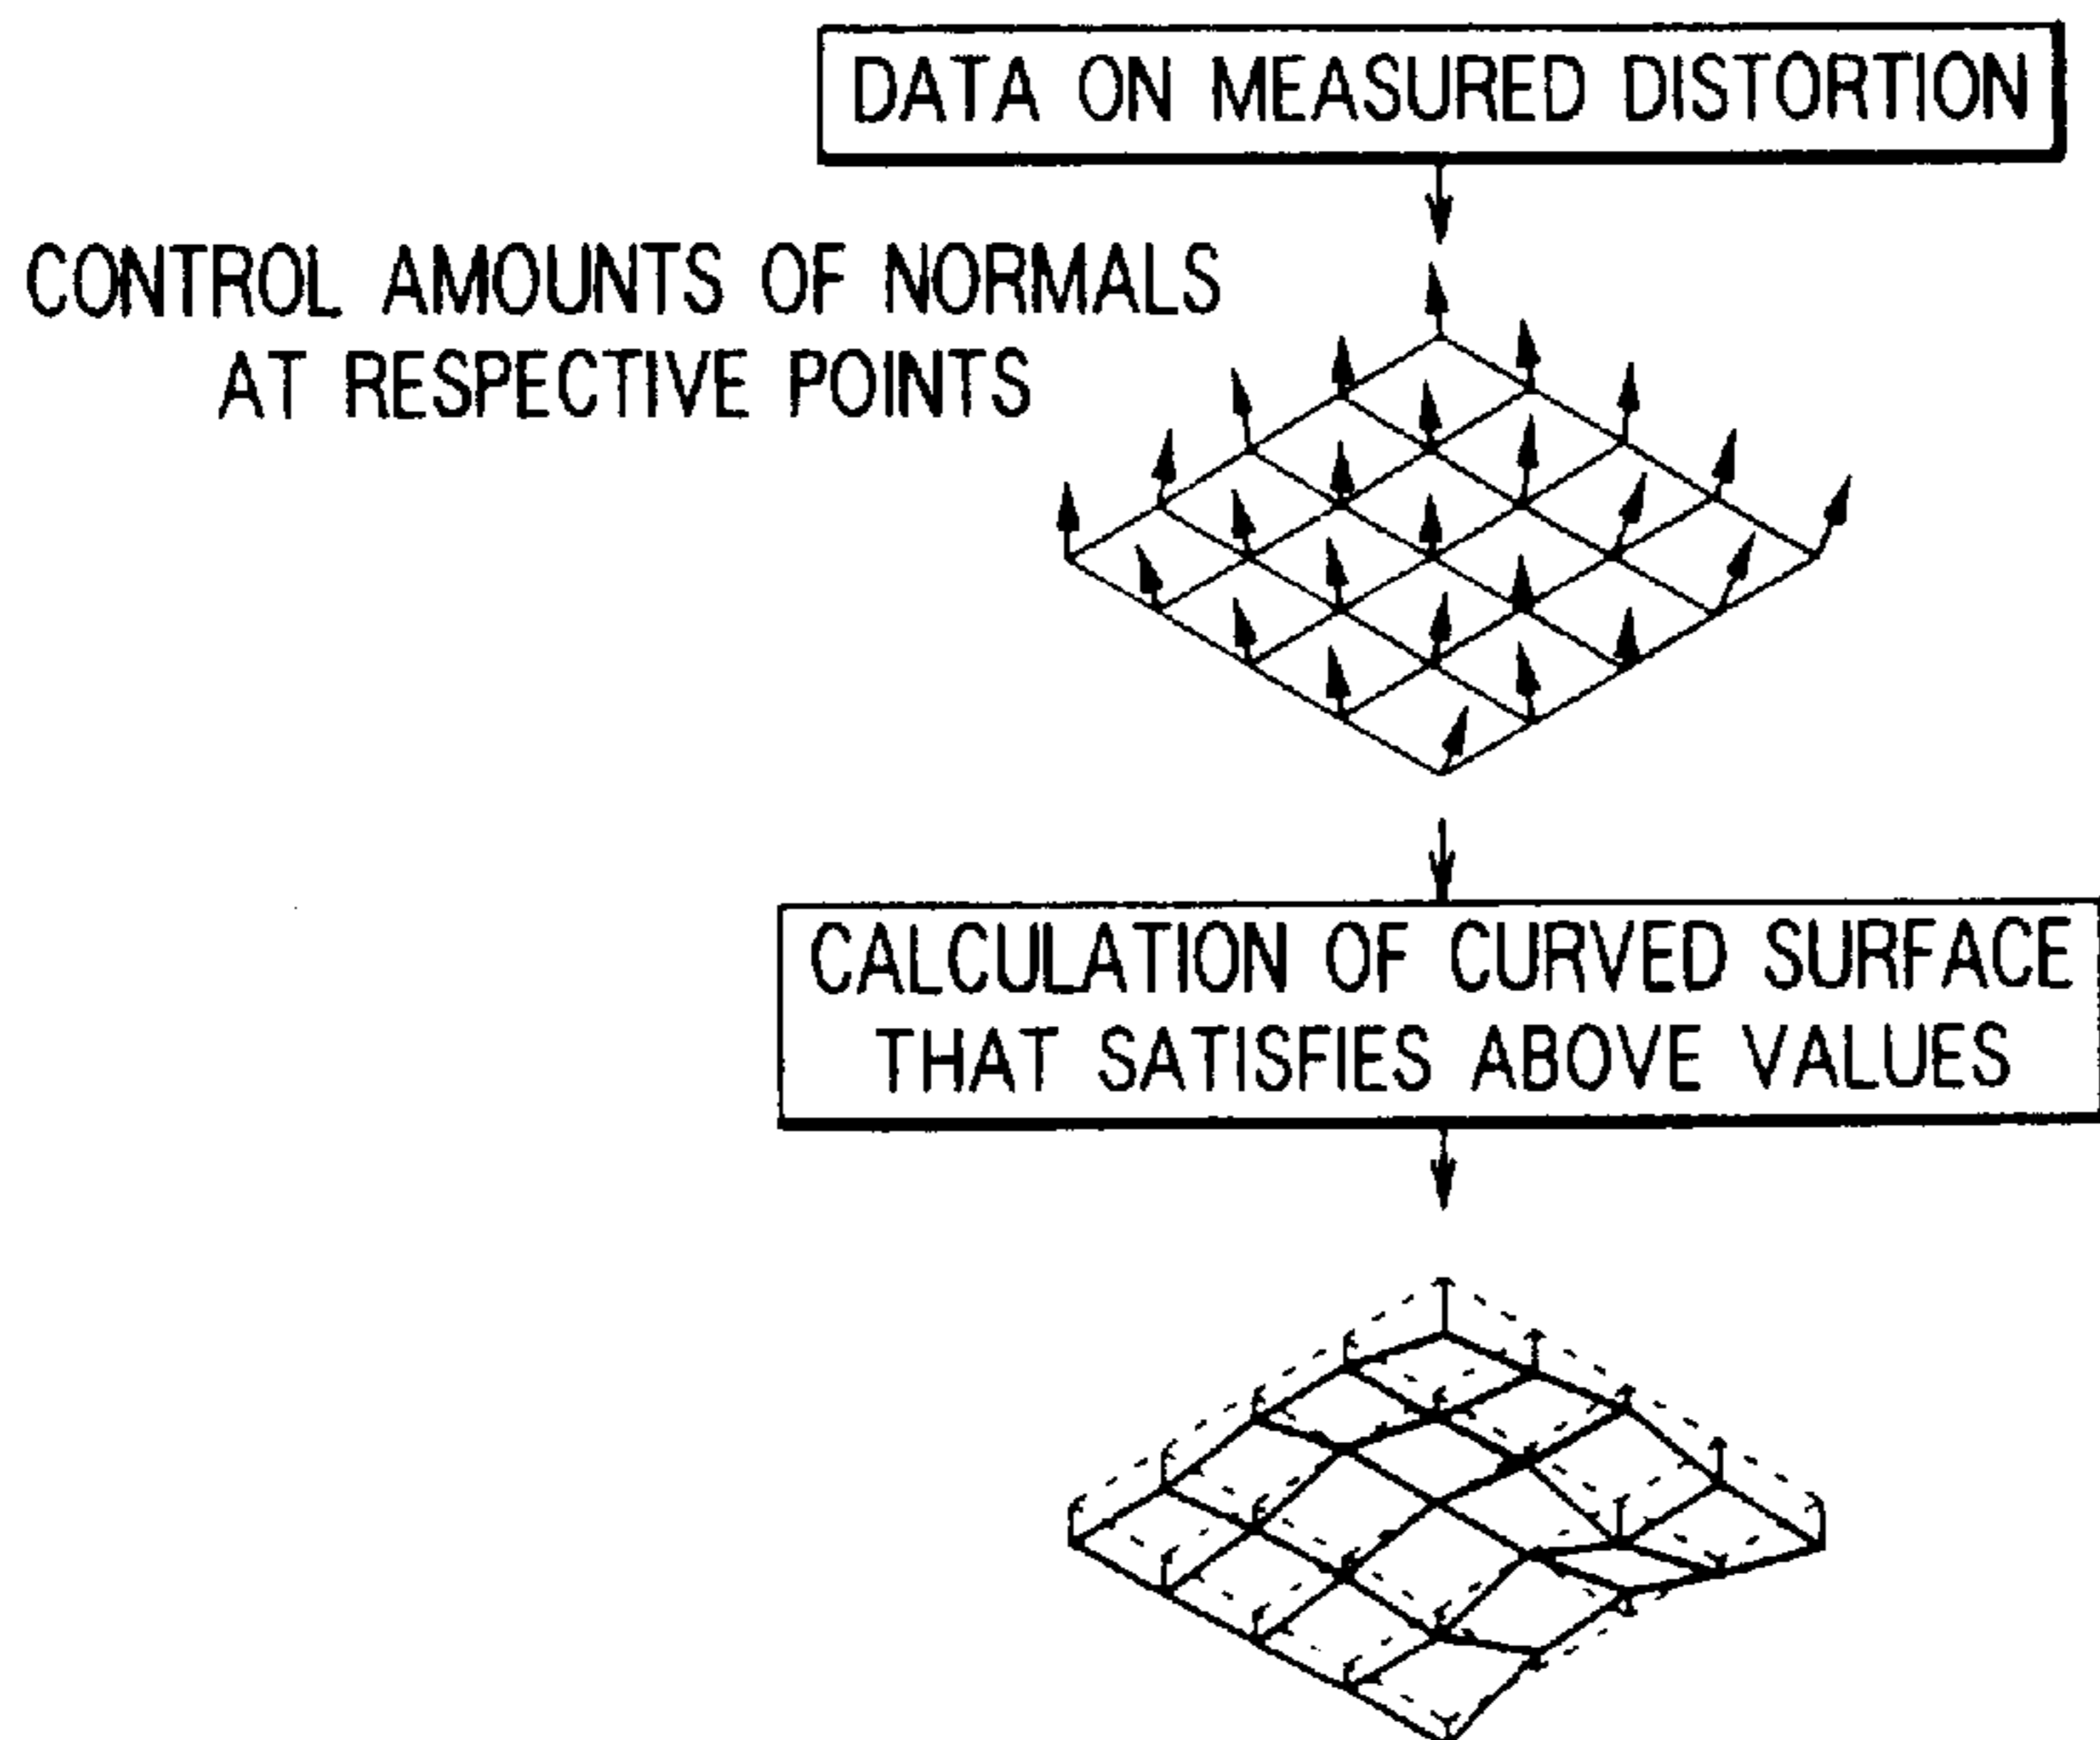 DATA ON MEASURED DISTORTION
CONTROL AMOUNTS OF NORMALS
AT RESPECTIVE POINTS
CALCULATION OF CURVED SURFACE
THAT SATISFIES ABOVE VALUES